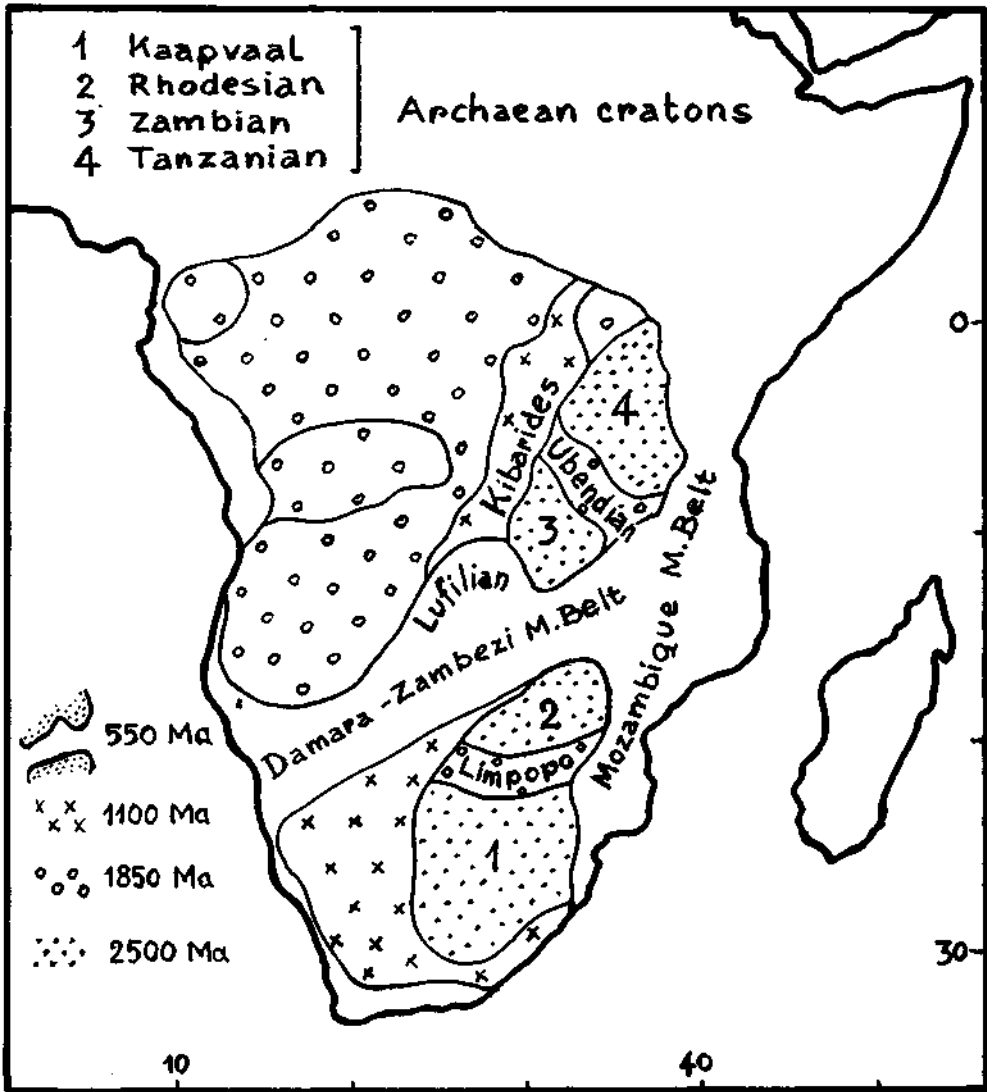 1 Kaapvaal
2 Rhodesian
3 Zambian
4 Tanzanian
Archaean cratons
0
4
Kibarides
Ubendian
3
Lufilian
Mozambique M. Belt
Damara-Zambezi M. Belt
2
Limpopo
1
550 Ma
1100 Ma
1850 Ma
2500 Ma
30
10
40